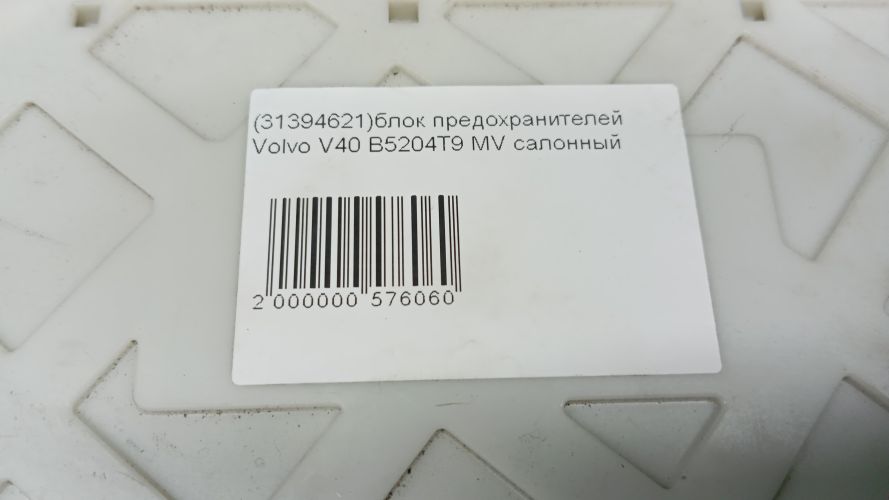 (31394621)блок предохранителей
Volvo V40 B5204T9 MV салонный
2 000000 576060